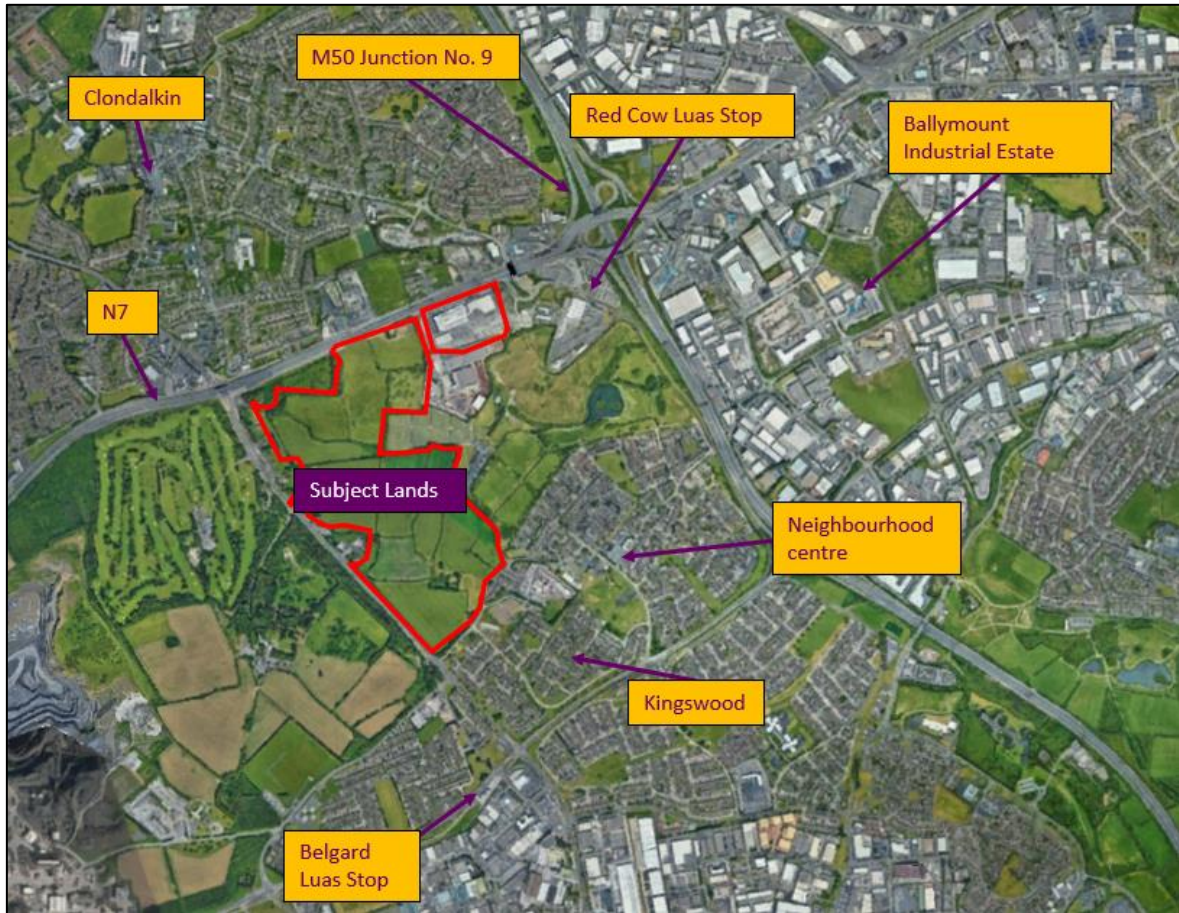 M50 Junction No. 9
Clondalkin
Red Cow Luas Stop
Ballymount
Industrial Estate
N7
Subject Lands
Neighbourhood
centre
Kingswood
Belgard
Luas Stop